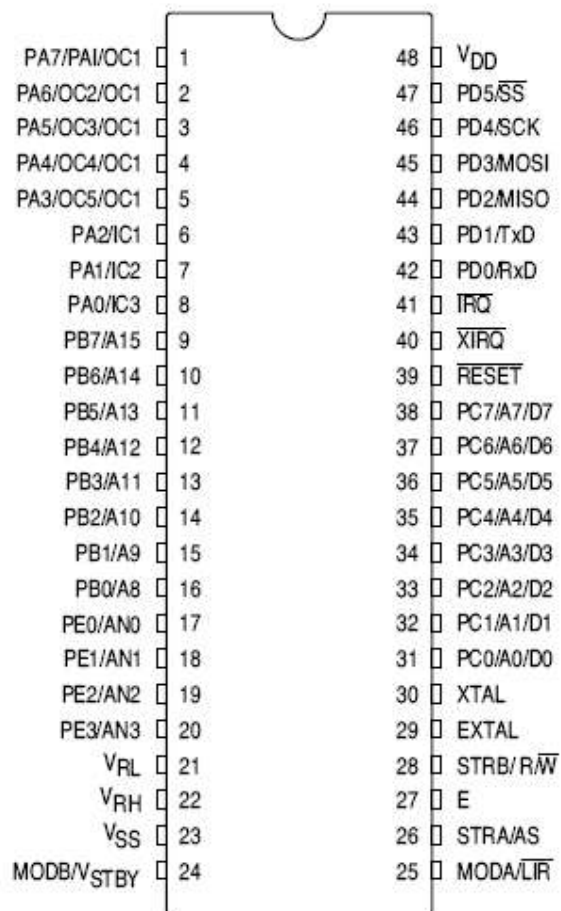 PA7/PAI/OC1 1 48 VDD
PA6/OC2/OC1 2 47 PD5/S̅S̅
PA5/OC3/OC1 3 46 PD4/SCK
PA4/OC4/OC1 4 45 PD3/MOSI
PA3/OC5/OC1 5 44 PD2/MISO
PA2/IC1 6 43 PD1/TxD
PA1/IC2 7 42 PD0/RxD
PA0/IC3 8 41 I̅R̅Q̅
PB7/A15 9 40 X̅I̅R̅Q̅
PB6/A14 10 39 R̅E̅S̅E̅T̅
PB5/A13 11 38 PC7/A7/D7
PB4/A12 12 37 PC6/A6/D6
PB3/A11 13 36 PC5/A5/D5
PB2/A10 14 35 PC4/A4/D4
PB1/A9 15 34 PC3/A3/D3
PB0/A8 16 33 PC2/A2/D2
PE0/AN0 17 32 PC1/A1/D1
PE1/AN1 18 31 PC0/A0/D0
PE2/AN2 19 30 XTAL
PE3/AN3 20 29 EXTAL
VRL 21 28 STRB/ R/W̅
VRH 22 27 E
VSS 23 26 STRA/AS
MODB/VSTBY 24 25 MODA/L̅I̅R̅